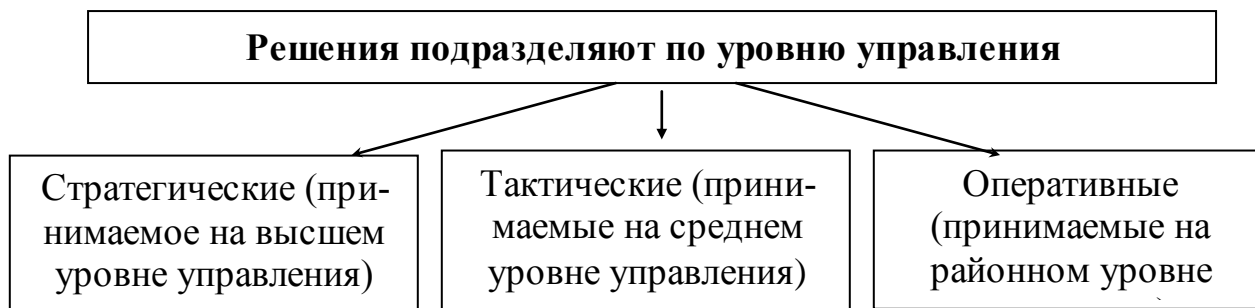 Решения подразделяют по уровню управления
Стратегические (при-
нимаемое на высшем
уровне управления)
Тактические (прини-
маемые на среднем
уровне управления)
Оперативные
(принимаемые на
районном уровне